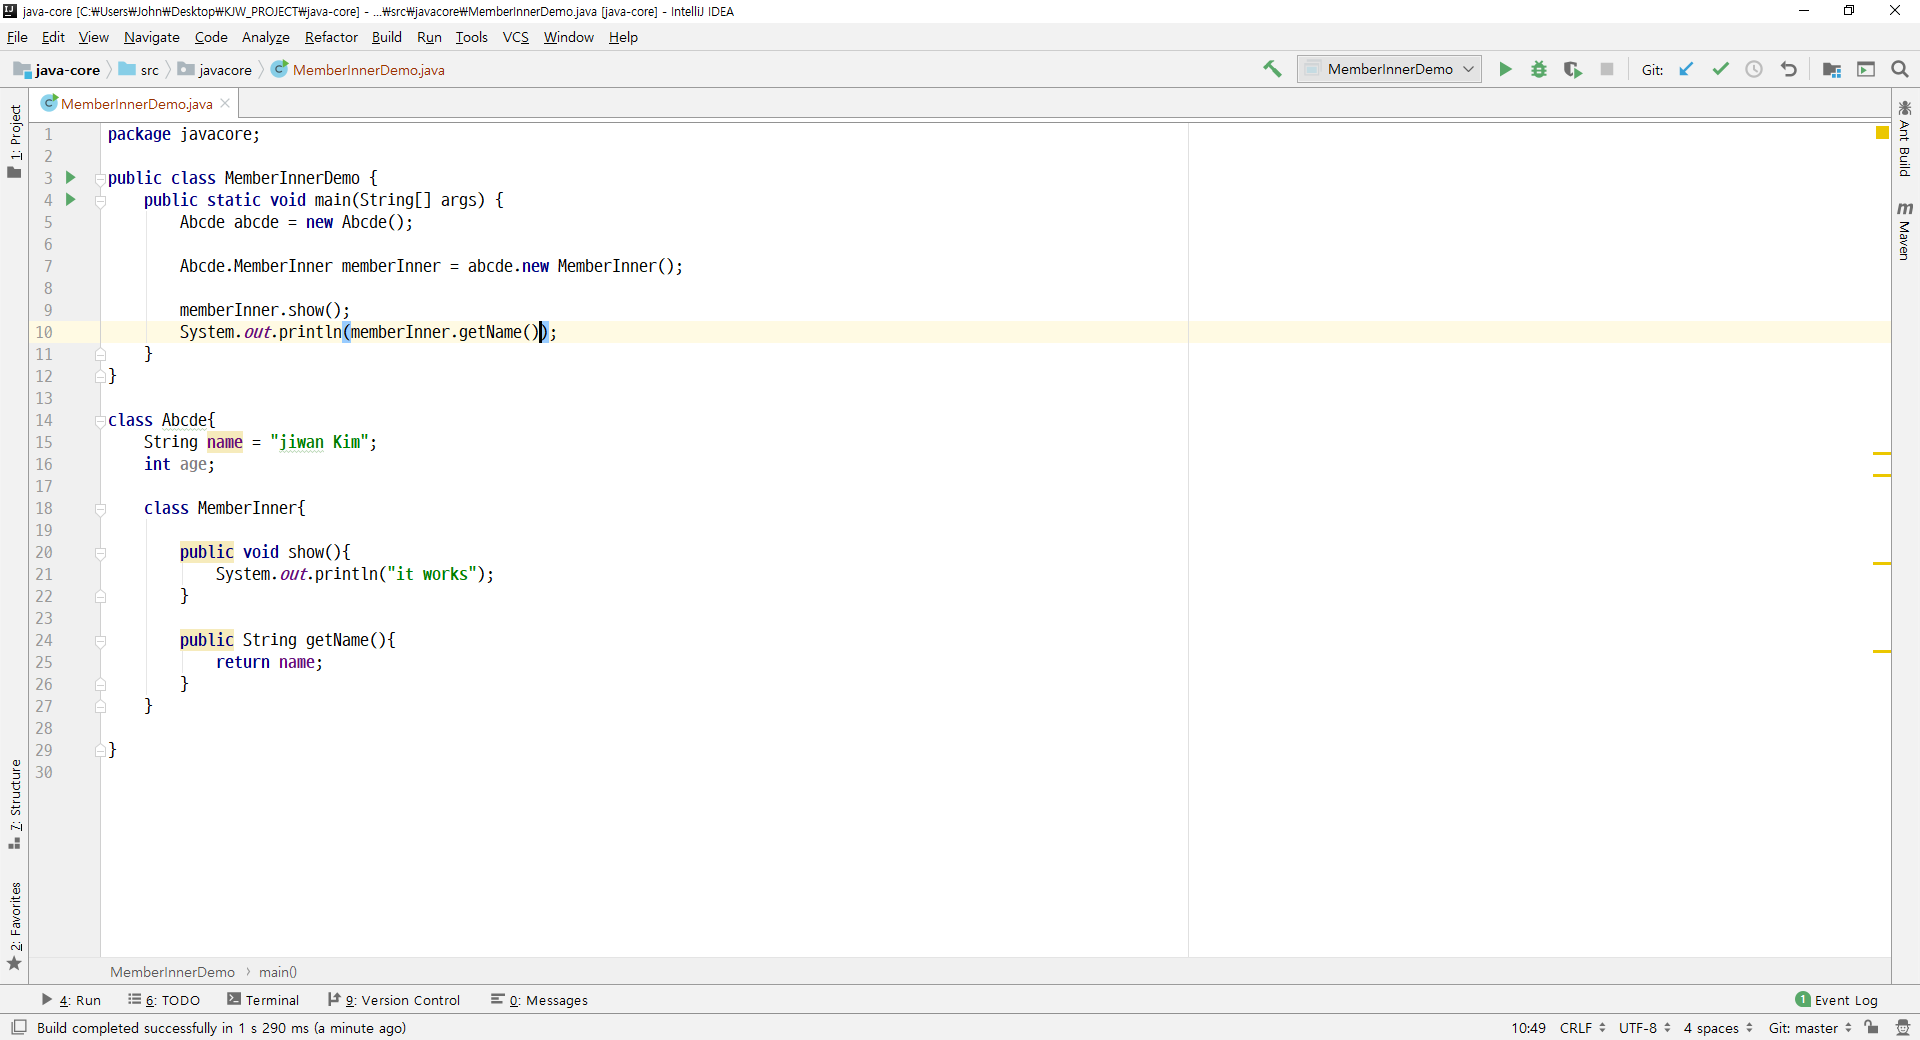 java-core [C:￦Users￦John￦Desktop￦KJW_PROJECT￦java-core] - ...￦src￦javacore￦MemberInnerDemo.java [java-core] - IntelliJ IDEA
File Edit View Navigate Code Analyze Refactor Build Run Tools VCS Window Help
java-core src javacore MemberInnerDemo.java MemberInnerDemo Git:
MemberInnerDemo.java
1: Project
7: Structure
2: Favorites
Ant Build
m Maven
1 package javacore;
2
3 public class MemberInnerDemo {
4     public static void main(String[] args) {
5         Abcde abcde = new Abcde();
6
7         Abcde.MemberInner memberInner = abcde.new MemberInner();
8
9         memberInner.show();
10         System.out.println(memberInner.getName());
11     }
12 }
13
14 class Abcde{
15     String name = "jiwan Kim";
16     int age;
17
18     class MemberInner{
19
20         public void show(){
21             System.out.println("it works");
22         }
23
24         public String getName(){
25             return name;
26         }
27     }
28
29 }
30
MemberInnerDemo › main()
4: Run 6: TODO Terminal 9: Version Control 0: Messages 1 Event Log
Build completed successfully in 1 s 290 ms (a minute ago) 10:49 CRLF UTF-8 4 spaces Git: master